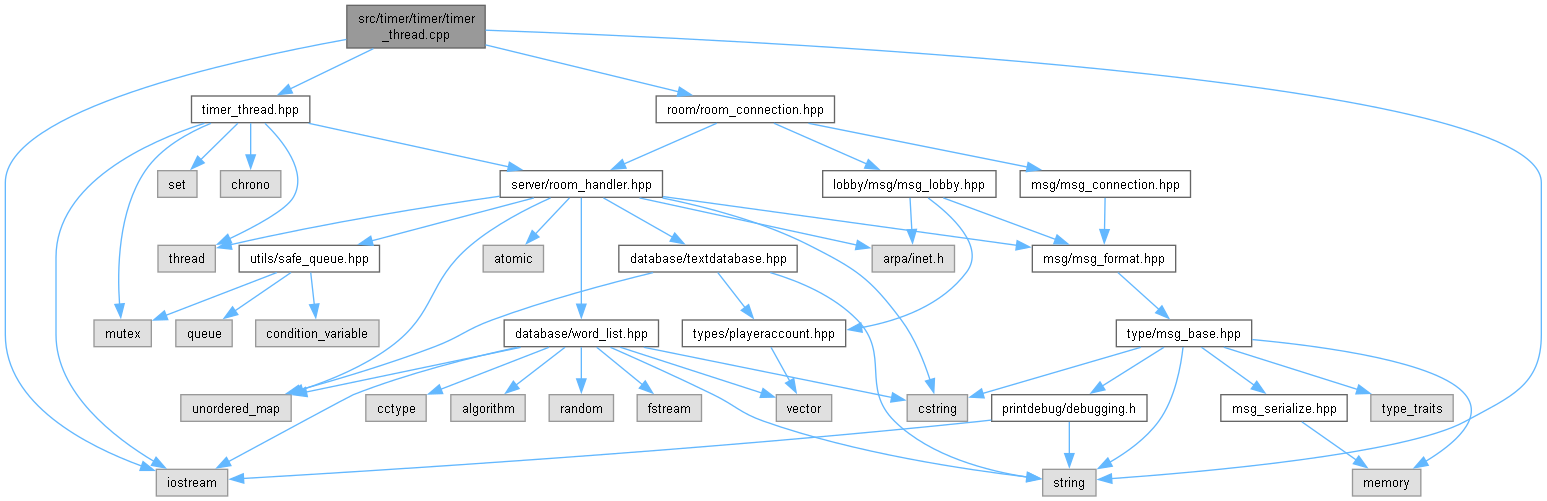 src/timer/timer/timer
_thread.cpp
timer_thread.hpp
room/room_connection.hpp
set
chrono
server/room_handler.hpp
lobby/msg/msg_lobby.hpp
msg/msg_connection.hpp
thread
utils/safe_queue.hpp
atomic
database/textdatabase.hpp
arpa/inet.h
msg/msg_format.hpp
mutex
queue
condition_variable
database/word_list.hpp
types/playeraccount.hpp
type/msg_base.hpp
unordered_map
cctype
algorithm
random
fstream
vector
cstring
printdebug/debugging.h
msg_serialize.hpp
type_traits
iostream
string
memory